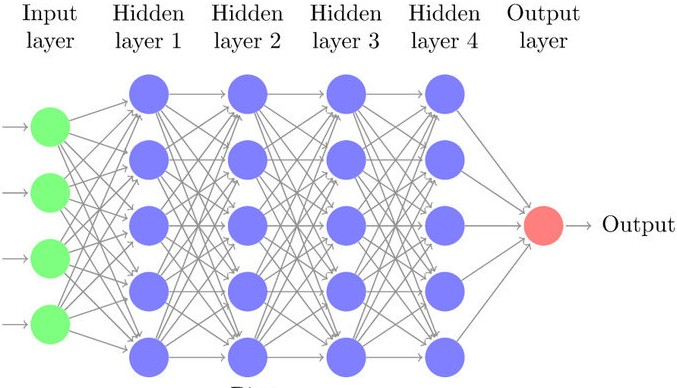 Input layer
Hidden layer 1
Hidden layer 2
Hidden layer 3
Hidden layer 4
Output layer
Output